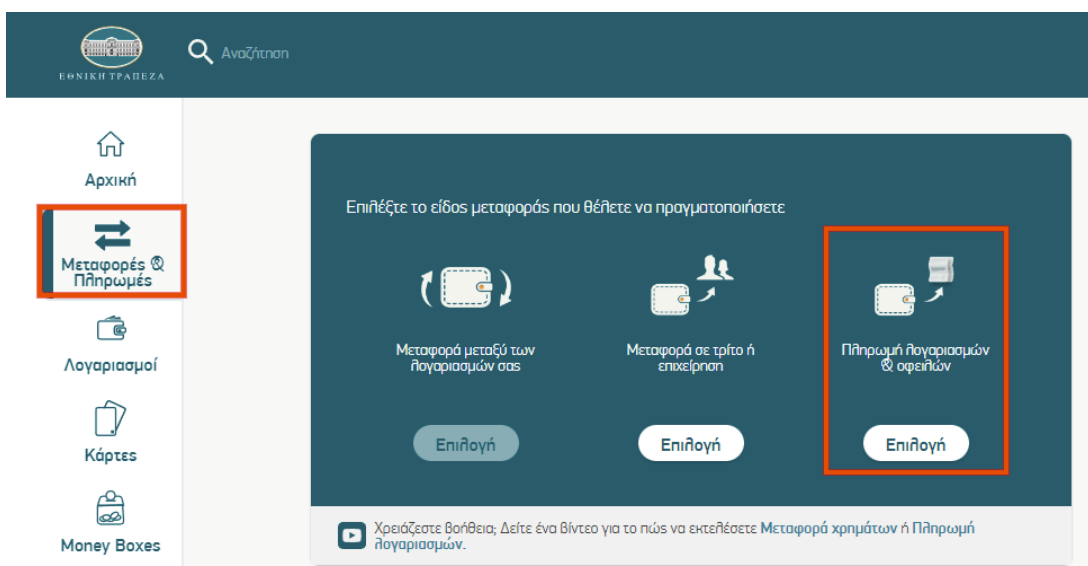 ΕΘΝΙΚΗ ΤΡΑΠΕΖΑ
Αναζήτηση
Αρχική
Μεταφορές &
Πληρωμές
Λογαριασμοί
Κάρτες
Money Boxes
Επιλέξτε το είδος μεταφοράς που θέλετε να πραγματοποιήσετε
Μεταφορά μεταξύ των
λογαριασμών σας
Επιλογή
Μεταφορά σε τρίτο ή
επιχείρηση
Επιλογή
Πληρωμή λογαριασμών
& οφειλών
Επιλογή
Χρειάζεστε βοήθεια; Δείτε ένα βίντεο για το πώς να εκτελέσετε Μεταφορά χρημάτων ή Πληρωμή
λογαριασμών.